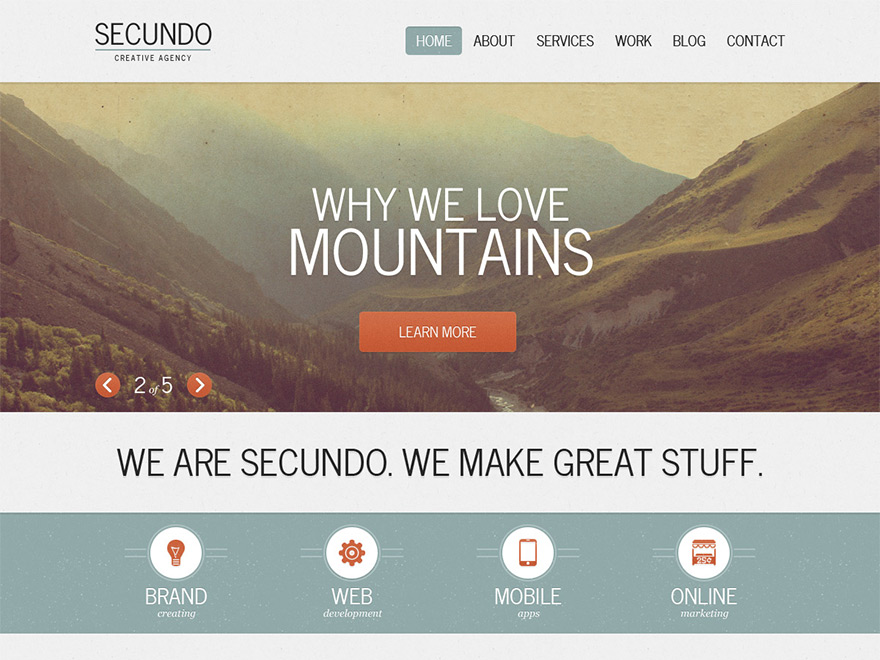 SECUNDO
CREATIVE AGENCY
HOME ABOUT SERVICES WORK BLOG CONTACT
WHY WE LOVE
MOUNTAINS
LEARN MORE
2 of 5
WE ARE SECUNDO. WE MAKE GREAT STUFF.
BRAND
creating
WEB
development
MOBILE
apps
25¢
ONLINE
marketing